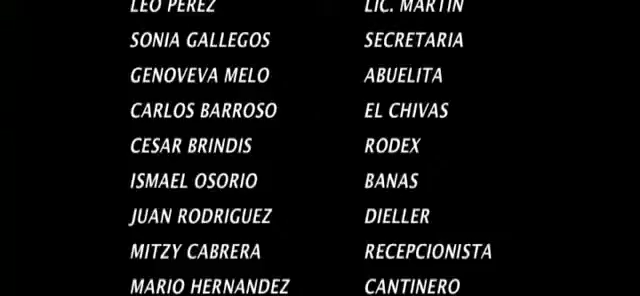 LEO PEREZ LIC. MARTIN
SONIA GALLEGOS SECRETARIA
GENOVEVA MELO ABUELITA
CARLOS BARROSO EL CHIVAS
CESAR BRINDIS RODEX
ISMAEL OSORIO BANAS
JUAN RODRIGUEZ DIELLER
MITZY CABRERA RECEPCIONISTA
MARIO HERNANDEZ CANTINERO